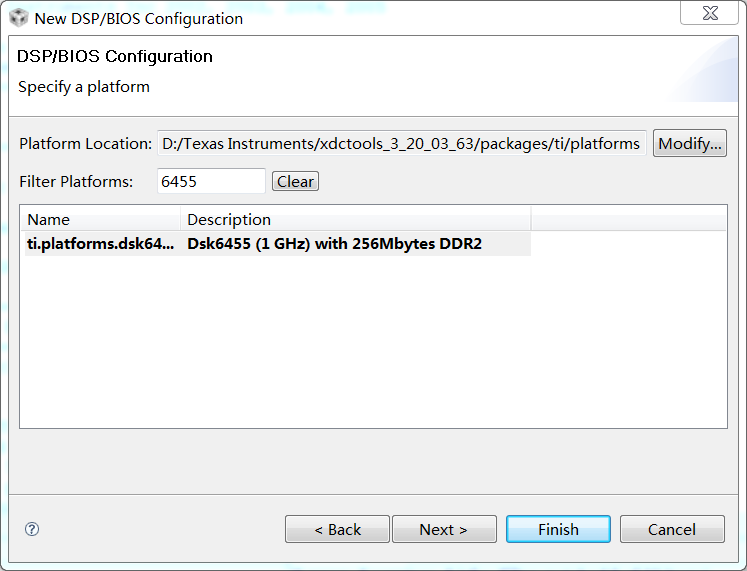 New DSP/BIOS Configuration
DSP/BIOS Configuration
Specify a platform
Platform Location: D:/Texas Instruments/xdctools_3_20_03_63/packages/ti/platforms Modify...
Filter Platforms: 6455 Clear
Name Description
ti.platforms.dsk64... Dsk6455 (1 GHz) with 256Mbytes DDR2
? < Back Next > Finish Cancel